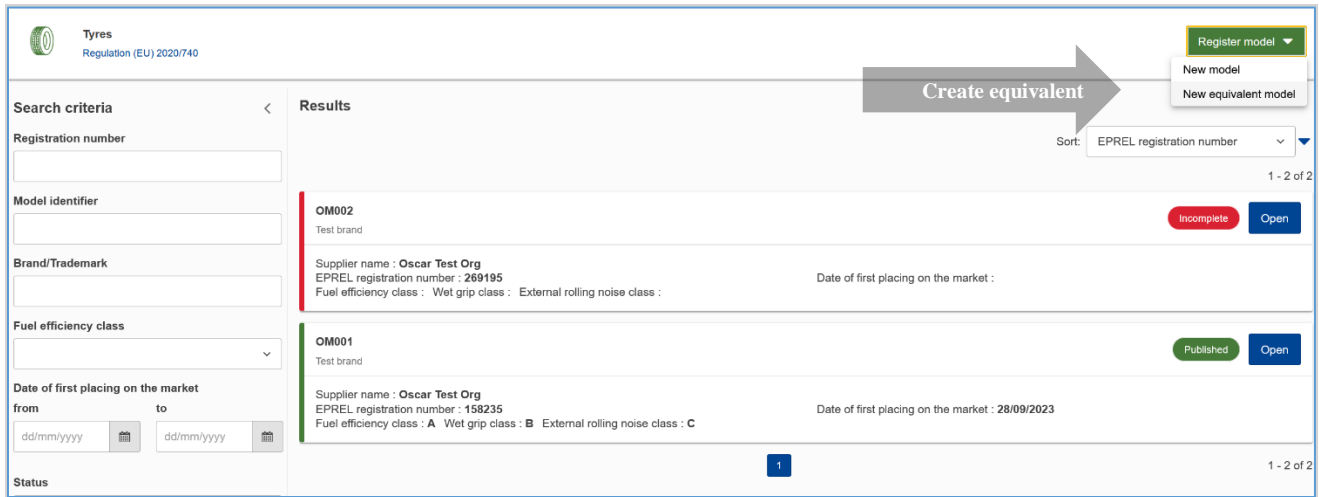 Tyres
Regulation (EU) 2020/740
Register model
New model
New equivalent model
Create equivalent
Search criteria
Registration number
Model identifier
Brand/Trademark
Fuel efficiency class
Date of first placing on the market
from to
dd/mm/yyyy dd/mm/yyyy
Status
Results
Sort: EPREL registration number
1 - 2 of 2
OM002
Test brand
Incomplete Open
Supplier name : Oscar Test Org
EPREL registration number : 269195 Date of first placing on the market :
Fuel efficiency class : Wet grip class : External rolling noise class :
OM001
Test brand
Published Open
Supplier name : Oscar Test Org
EPREL registration number : 158235 Date of first placing on the market : 28/09/2023
Fuel efficiency class : A Wet grip class : B External rolling noise class : C
1
1 - 2 of 2